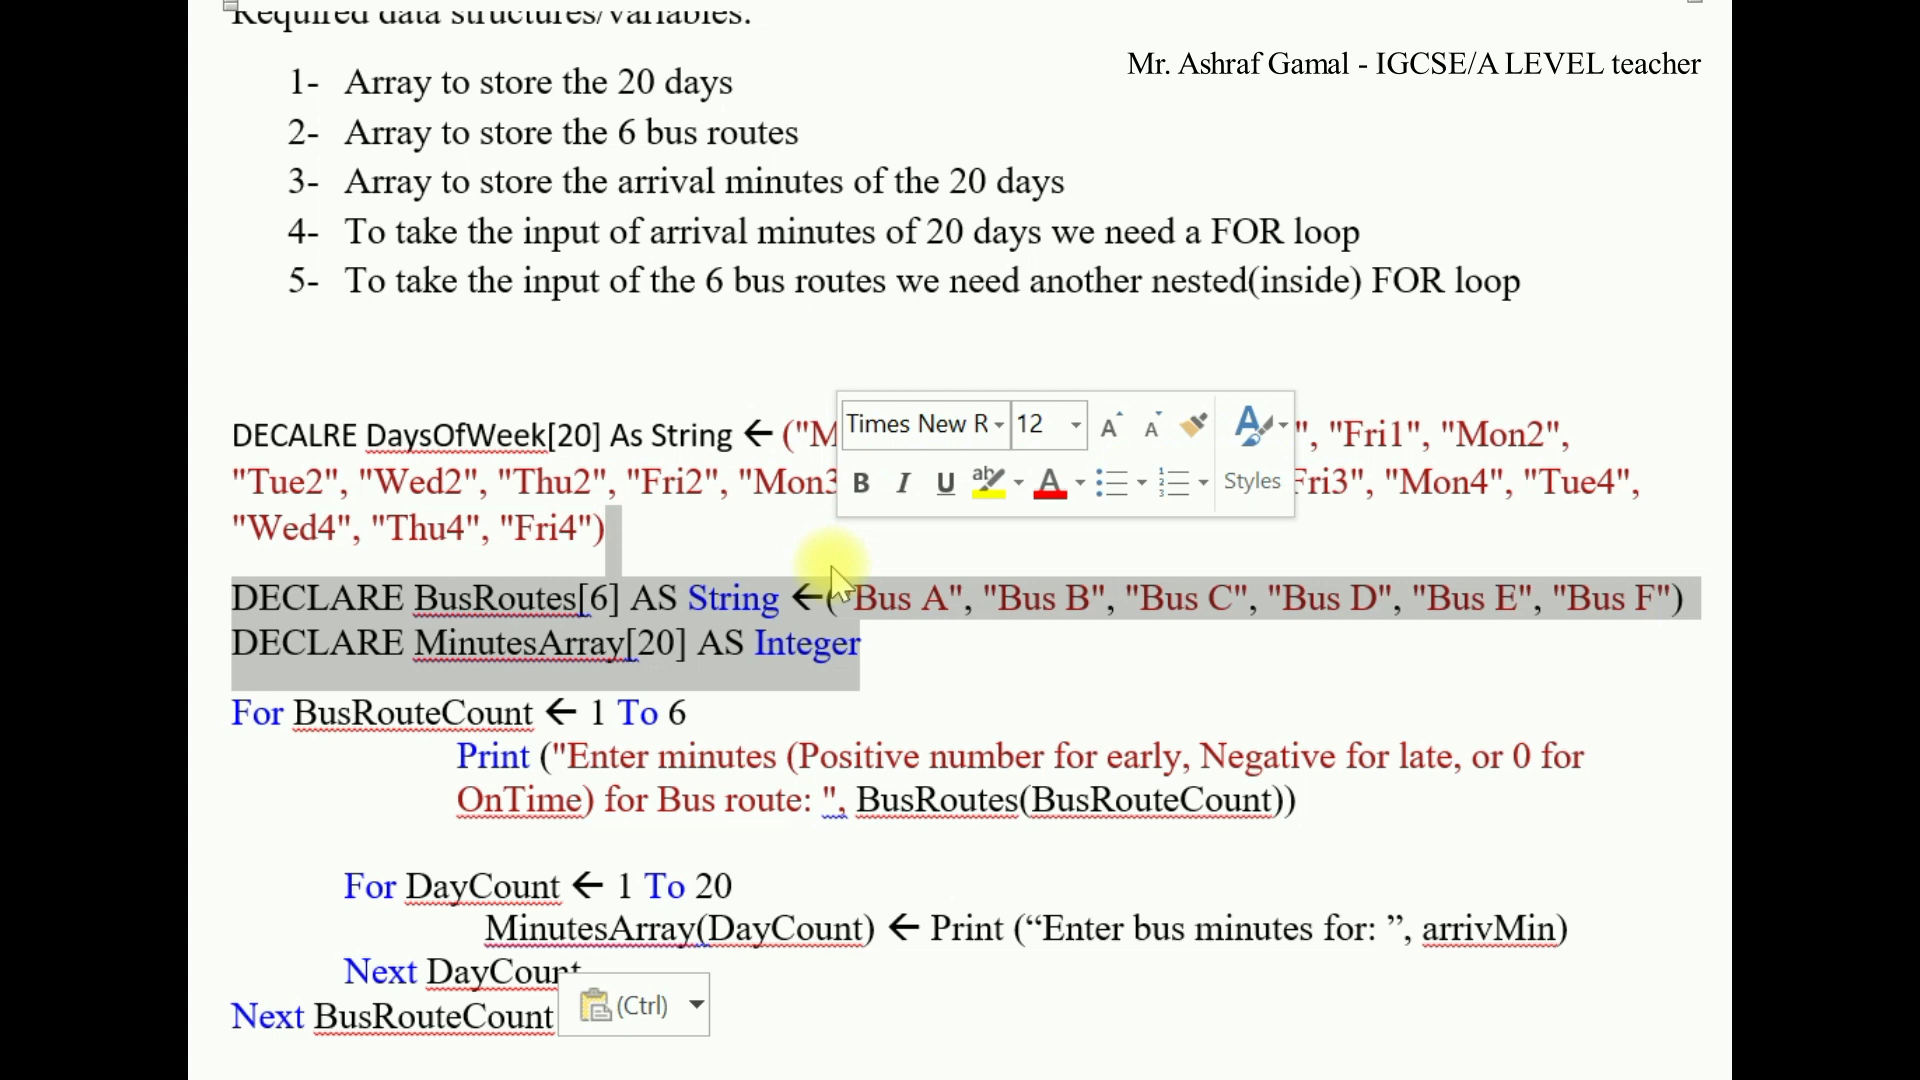 Required data structures/variables:
Mr. Ashraf Gamal - IGCSE/A LEVEL teacher
1- Array to store the 20 days
2- Array to store the 6 bus routes
3- Array to store the arrival minutes of the 20 days
4- To take the input of arrival minutes of 20 days we need a FOR loop
5- To take the input of the 6 bus routes we need another nested(inside) FOR loop
Times New R 12
B I U ab A Styles
DECALRE DaysOfWeek[20] As String ← ("M ", "Fri1", "Mon2",
"Tue2", "Wed2", "Thu2", "Fri2", "Mon3 Fri3", "Mon4", "Tue4",
"Wed4", "Thu4", "Fri4")
DECLARE BusRoutes[6] AS String ←("Bus A", "Bus B", "Bus C", "Bus D", "Bus E", "Bus F")
DECLARE MinutesArray[20] AS Integer
For BusRouteCount ← 1 To 6
Print ("Enter minutes (Positive number for early, Negative for late, or 0 for
OnTime) for Bus route: ", BusRoutes(BusRouteCount))
For DayCount ← 1 To 20
MinutesArray(DayCount) ← Print (“Enter bus minutes for: ”, arrivMin)
Next DayCount
Next BusRouteCount
(Ctrl)